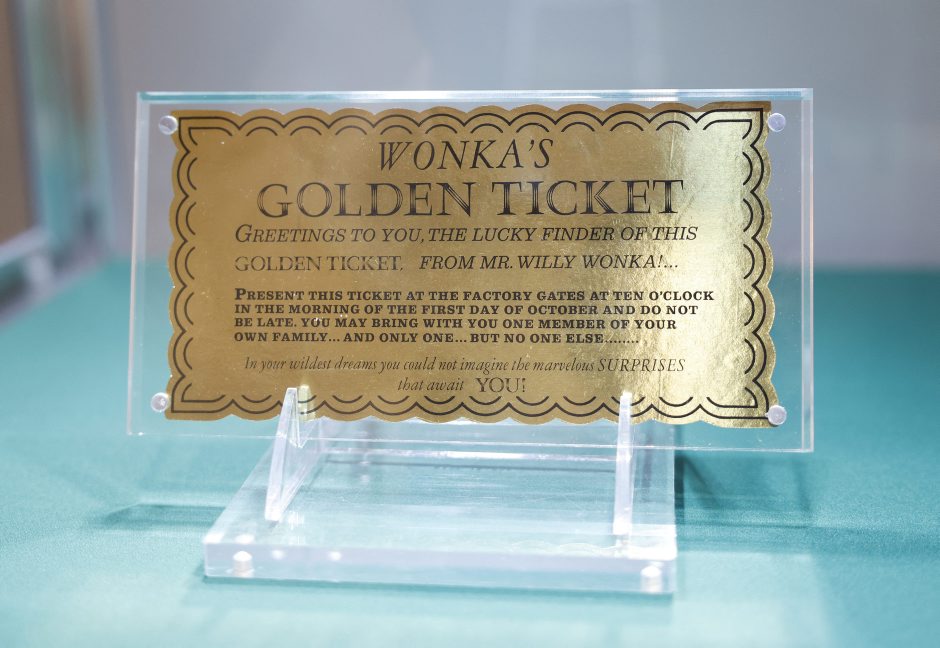 WONKA'S
GOLDEN TICKET
GREETINGS TO YOU, THE LUCKY FINDER OF THIS
GOLDEN TICKET, FROM MR. WILLY WONKA!...
PRESENT THIS TICKET AT THE FACTORY GATES AT TEN O'CLOCK
IN THE MORNING OF THE FIRST DAY OF OCTOBER AND DO NOT
BE LATE. YOU MAY BRING WITH YOU ONE MEMBER OF YOUR
OWN FAMILY... AND ONLY ONE... BUT NO ONE ELSE........
In your wildest dreams you could not imagine the marvelous SURPRISES
that await YOU!